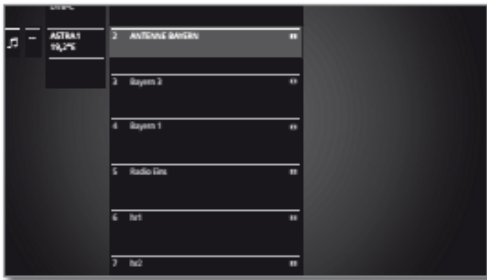 DVB-C
ASTRA1
19,2°E
2 ANTENNE BAYERN
3 Bayern 3
4 Bayern 1
5 Radio Eins
6 hr1
7 hr2